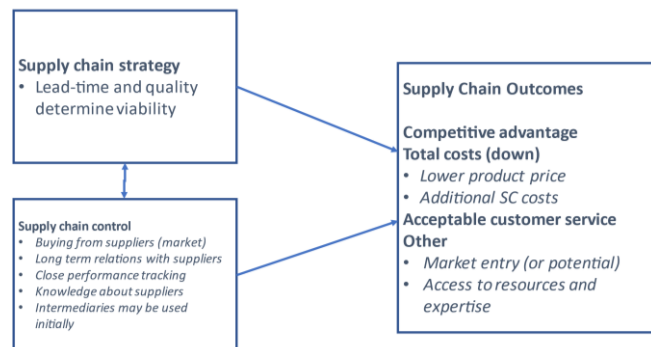 Supply chain strategy
• Lead-time and quality
determine viability
Supply chain control
• Buying from suppliers (market)
• Long term relations with suppliers
• Close performance tracking
• Knowledge about suppliers
• Intermediaries may be used
initially
Supply Chain Outcomes
Competitive advantage
Total costs (down)
• Lower product price
• Additional SC costs
Acceptable customer service
Other
• Market entry (or potential)
• Access to resources and
expertise